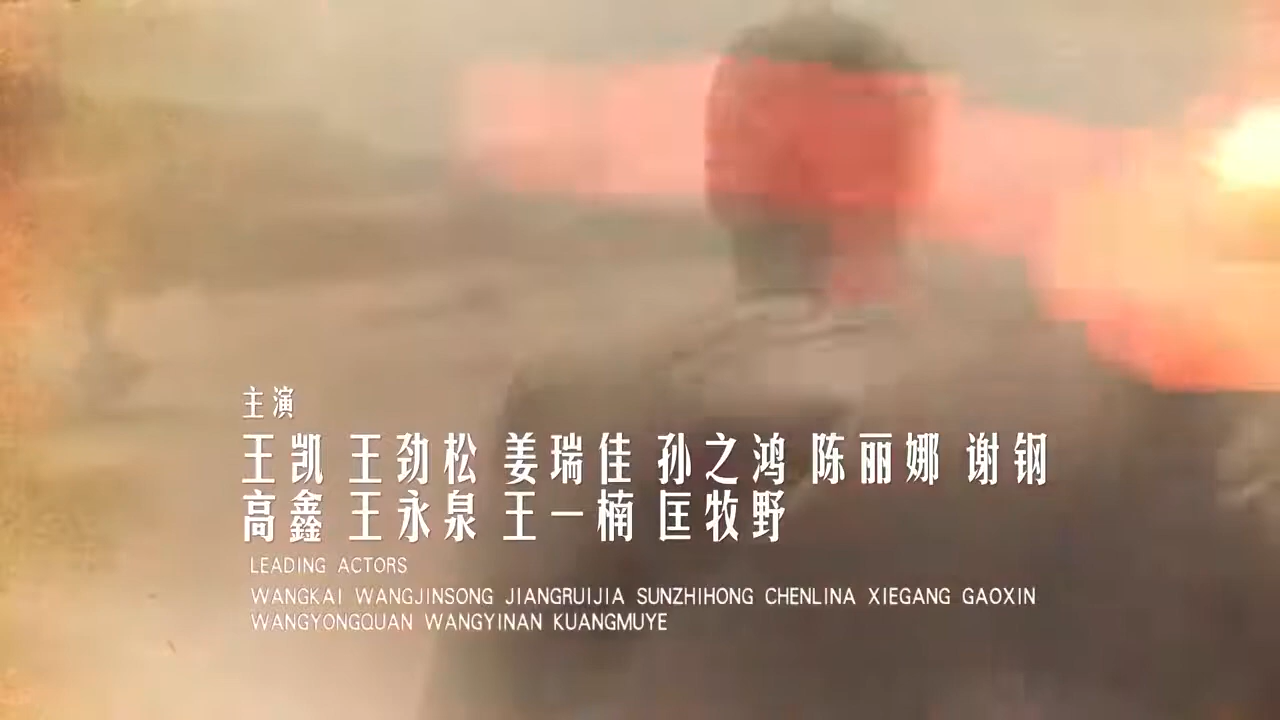 主演
王凯 王劲松 姜瑞佳 孙之鸿 陈丽娜 谢钢
高鑫 王永泉 王一楠 匡牧野
LEADING ACTORS
WANGKAI WANGJINSONG JIANGRUIJIA SUNZHIHONG CHENLINA XIEGANG GAOXIN
WANGYONGQUAN WANGYINAN KUANGMUYE